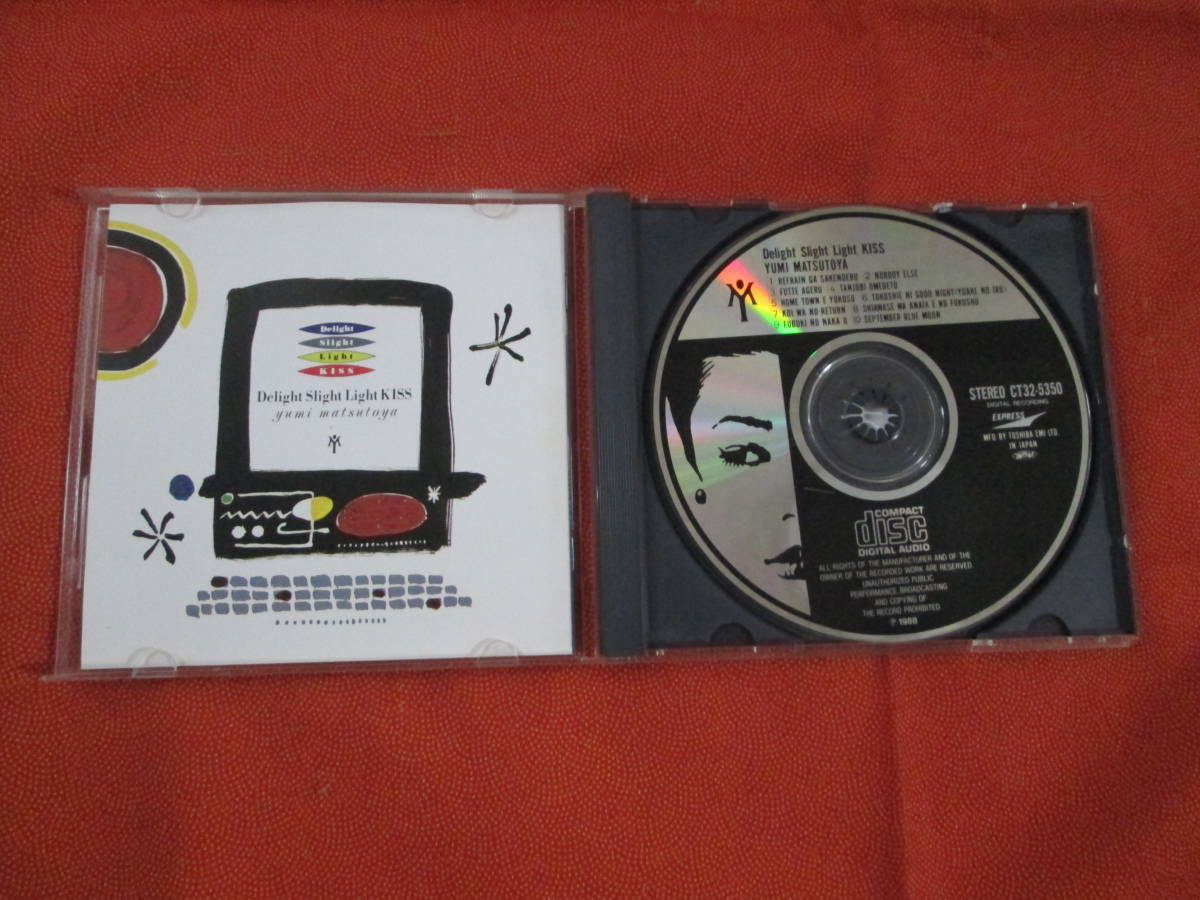 Delight
Slight
Light
KISS
Delight Slight Light KISS
yumi matsutoya
Delight Slight Light KISS
YUMI MATSUTOYA
1 REFRAIN GA SAKENDERU 2 NOBODY ELSE
3 FUTTE AGERU 4 TANJOBI OMEDETO
5 HOME TOWN E YOKOSO 6 TOKOSHIE NI GOOD NIGHT (YOAKE NO IRO)
7 KOI WA NO-RETURN 8 SHIAWASE WA ANATA E NO FUKUSHU
9 FUBUKI NO NAKA O 10 SEPTEMBER BLUE MOON
STEREO CT32-5350
DIGITAL RECORDING
EXPRESS
MFD. BY TOSHIBA EMI LTD.
IN JAPAN
COMPACT
disc
DIGITAL AUDIO
ALL RIGHTS OF THE MANUFACTURER AND OF THE
OWNER OF THE RECORDED WORK ARE RESERVED
UNAUTHORIZED PUBLIC
PERFORMANCE, BROADCASTING
AND COPYING OF
THE RECORD PROHIBITED
℗ 1988